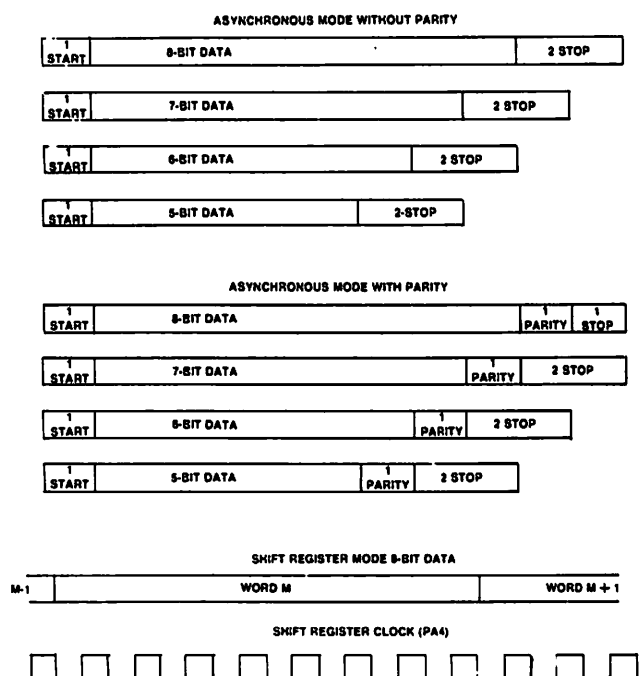 ASYNCHRONOUS MODE WITHOUT PARITY
1 START 8-BIT DATA 2 STOP
1 START 7-BIT DATA 2 STOP
1 START 6-BIT DATA 2 STOP
1 START 5-BIT DATA 2-STOP
ASYNCHRONOUS MODE WITH PARITY
1 START 8-BIT DATA 1 PARITY 1 STOP
1 START 7-BIT DATA 1 PARITY 2 STOP
1 START 6-BIT DATA 1 PARITY 2 STOP
1 START 5-BIT DATA 1 PARITY 2 STOP
SHIFT REGISTER MODE 8-BIT DATA
M-1 WORD M WORD M + 1
SHIFT REGISTER CLOCK (PA4)